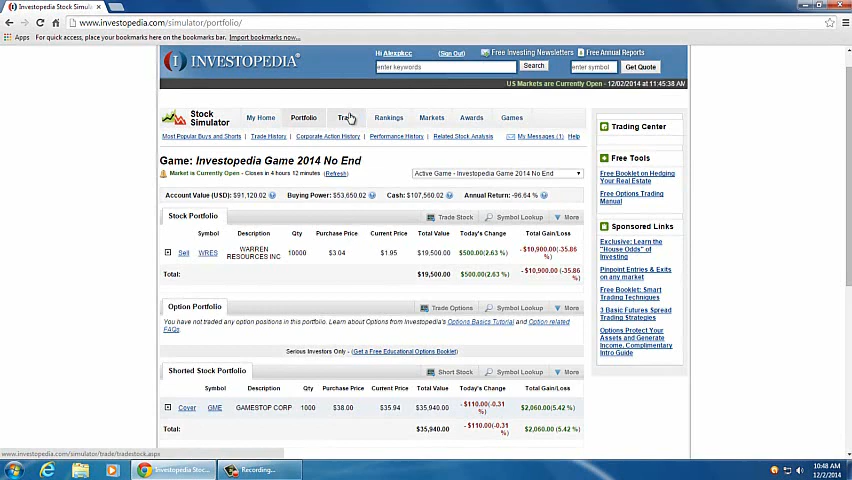 Investopedia Stock Simul
www.investopedia.com/simulator/portfolio/
Apps For quick access, place your bookmarks here on the bookmarks bar. Import bookmarks now...
INVESTOPEDIA
Hi Alexpkcc (Sign Out) Free Investing Newsletters Free Annual Reports
enter keywords Search enter symbol Get Quote
US Markets are Currently Open - 12/02/2014 - 11:45:38 AM
Stock Simulator
My Home Portfolio Trade Rankings Markets Awards Games
Most Popular Buys and Shorts Trade History Corporate Action History Performance History Related Stock Analysis My Messages (1) Help
Game: Investopedia Game 2014 No End
Market is Currently Open - Closes in 4 hours 12 minutes (Refresh) Active Game - Investopedia Game 2014 No End
Account Value (USD): $91,120.02 Buying Power: $53,650.02 Cash: $107,560.02 Annual Return: -96.64 %
Stock Portfolio Trade Stock Symbol Lookup More
Symbol Description Qty Purchase Price Current Price Total Value Today's Change Total Gain/Loss
Sell WRES WARREN RESOURCES INC 10000 $3.04 $1.95 $19,500.00 $500.00(2.63 %) - $10,900.00 (-35.86 %)
Total: $19,500.00 $500.00(2.63 %) - $10,900.00 (-35.86 %)
Option Portfolio Trade Options Symbol Lookup More
You have not traded any option positions in this portfolio. Learn about Options from Investopedia's Options Basics Tutorial and Option related
FAQs.
Serious Investors Only - (Get a Free Educational Options Booklet)
Shorted Stock Portfolio Short Stock Symbol Lookup More
Symbol Description Qty Purchase Price Current Price Total Value Today's Change Total Gain/Loss
Cover GME GAMESTOP CORP 1000 $38.00 $35.94 $35,940.00 - $110.00(-0.31 %) $2,060.00 (5.42 %)
Total: $35,940.00 - $110.00(-0.31 %) $2,060.00 (5.42 %)
Trading Center
Free Tools
Free Booklet on Hedging
Your Real Estate
Free Options Trading
Manual
Sponsored Links
Exclusive: Learn the
"House Odds" of
Investing
Pinpoint Entries & Exits
on any market
Free Booklet: Smart
Trading Techniques
3 Basic Futures Spread
Trading Strategies
Options Protect Your
Assets and Generate
Income, Complimentary
Intro Guide
www.investopedia.com/simulator/trade/tradestock.aspx
Investopedia Stoc...
Recording...
10:48 AM
12/2/2014